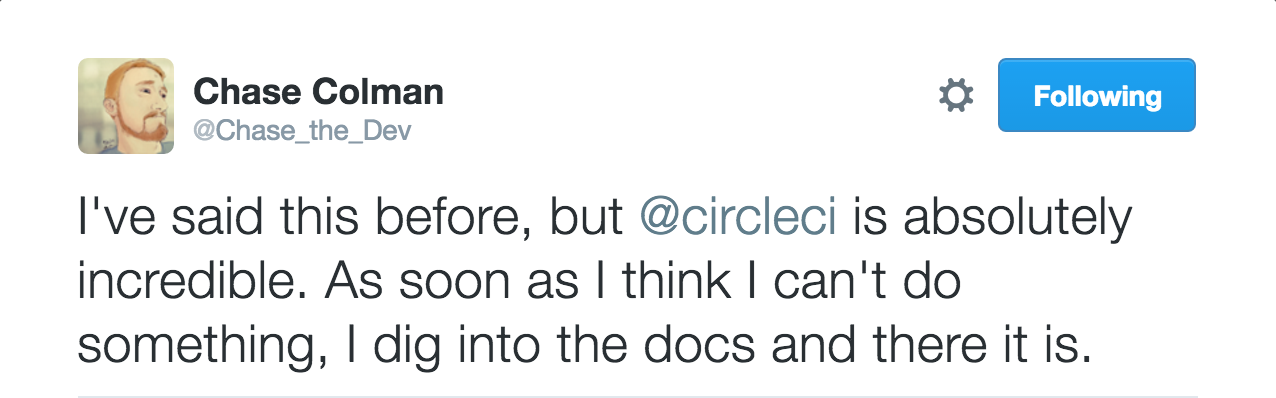 Chase Colman
@Chase_the_Dev
Following
I've said this before, but @circleci is absolutely
incredible. As soon as I think I can't do
something, I dig into the docs and there it is.